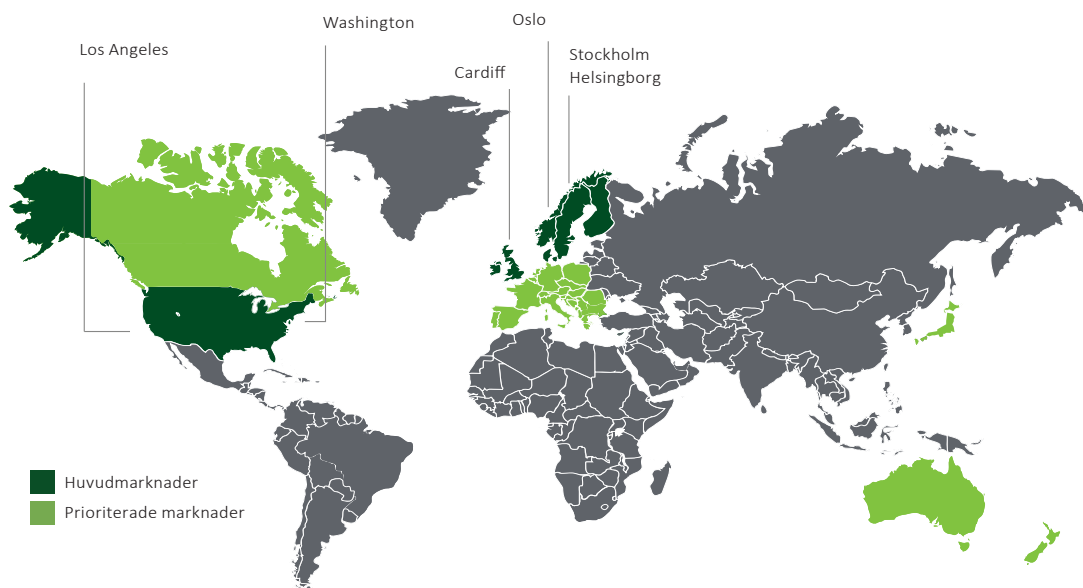 Washington
Los Angeles
Oslo
Cardiff
Stockholm
Helsingborg
Huvudmarknader
Prioriterade marknader